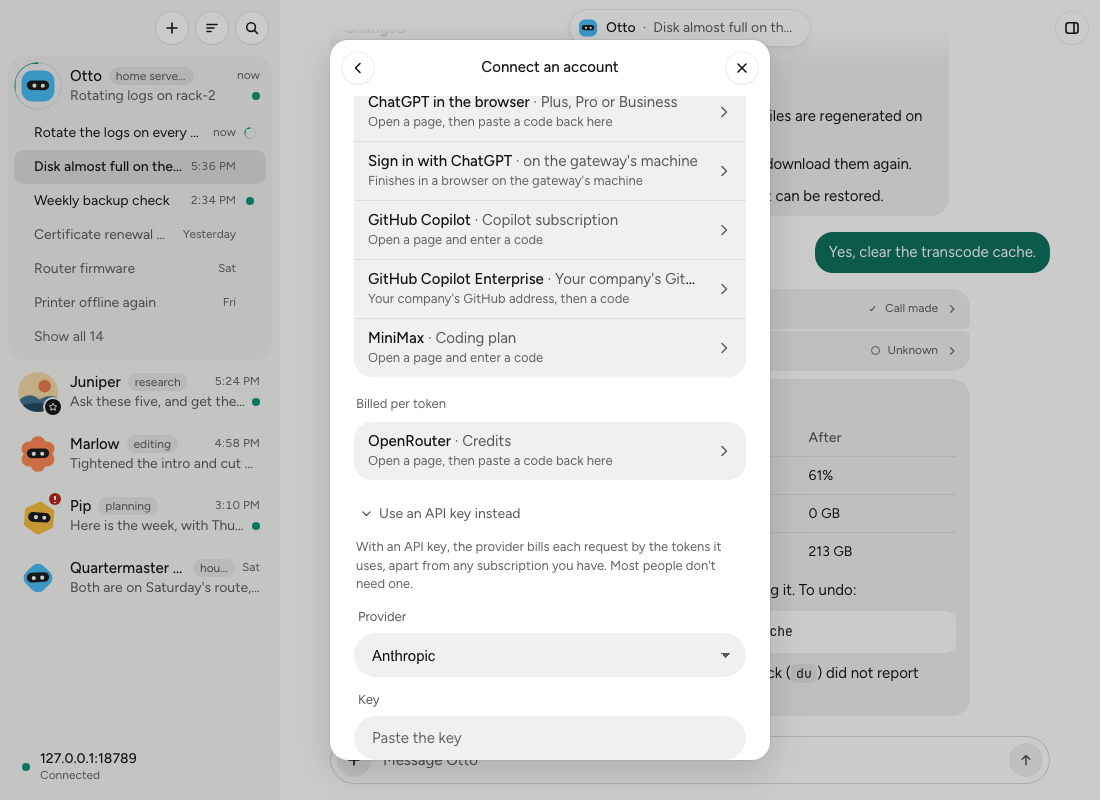 Otto home serve... now
Rotating logs on rack-2
Rotate the logs on every ... now
Disk almost full on the... 5:36 PM
Weekly backup check 2:34 PM
Certificate renewal ... Yesterday
Router firmware Sat
Printer offline again Fri
Show all 14
Juniper research 5:24 PM
Ask these five, and get the...
Marlow editing 4:58 PM
Tightened the intro and cut ...
Pip planning 3:10 PM
Here is the week, with Thu...
Quartermaster ... hou... Sat
Both are on Saturday's route,...
127.0.0.1:18789
Connected
Changed
Otto · Disk almost full on th...
Connect an account
ChatGPT in the browser · Plus, Pro or Business
Open a page, then paste a code back here
Sign in with ChatGPT · on the gateway's machine
Finishes in a browser on the gateway's machine
GitHub Copilot · Copilot subscription
Open a page and enter a code
GitHub Copilot Enterprise · Your company's Git...
Your company's GitHub address, then a code
MiniMax · Coding plan
Open a page and enter a code
Billed per token
OpenRouter · Credits
Open a page, then paste a code back here
Use an API key instead
With an API key, the provider bills each request by the tokens it
uses, apart from any subscription you have. Most people don't
need one.
Provider
Anthropic
Key
Paste the key
iles are regenerated on
download them again.
can be restored.
Yes, clear the transcode cache.
Call made
Unknown
After
61%
0 GB
213 GB
g it. To undo:
che
ck ( du ) did not report
Message Otto